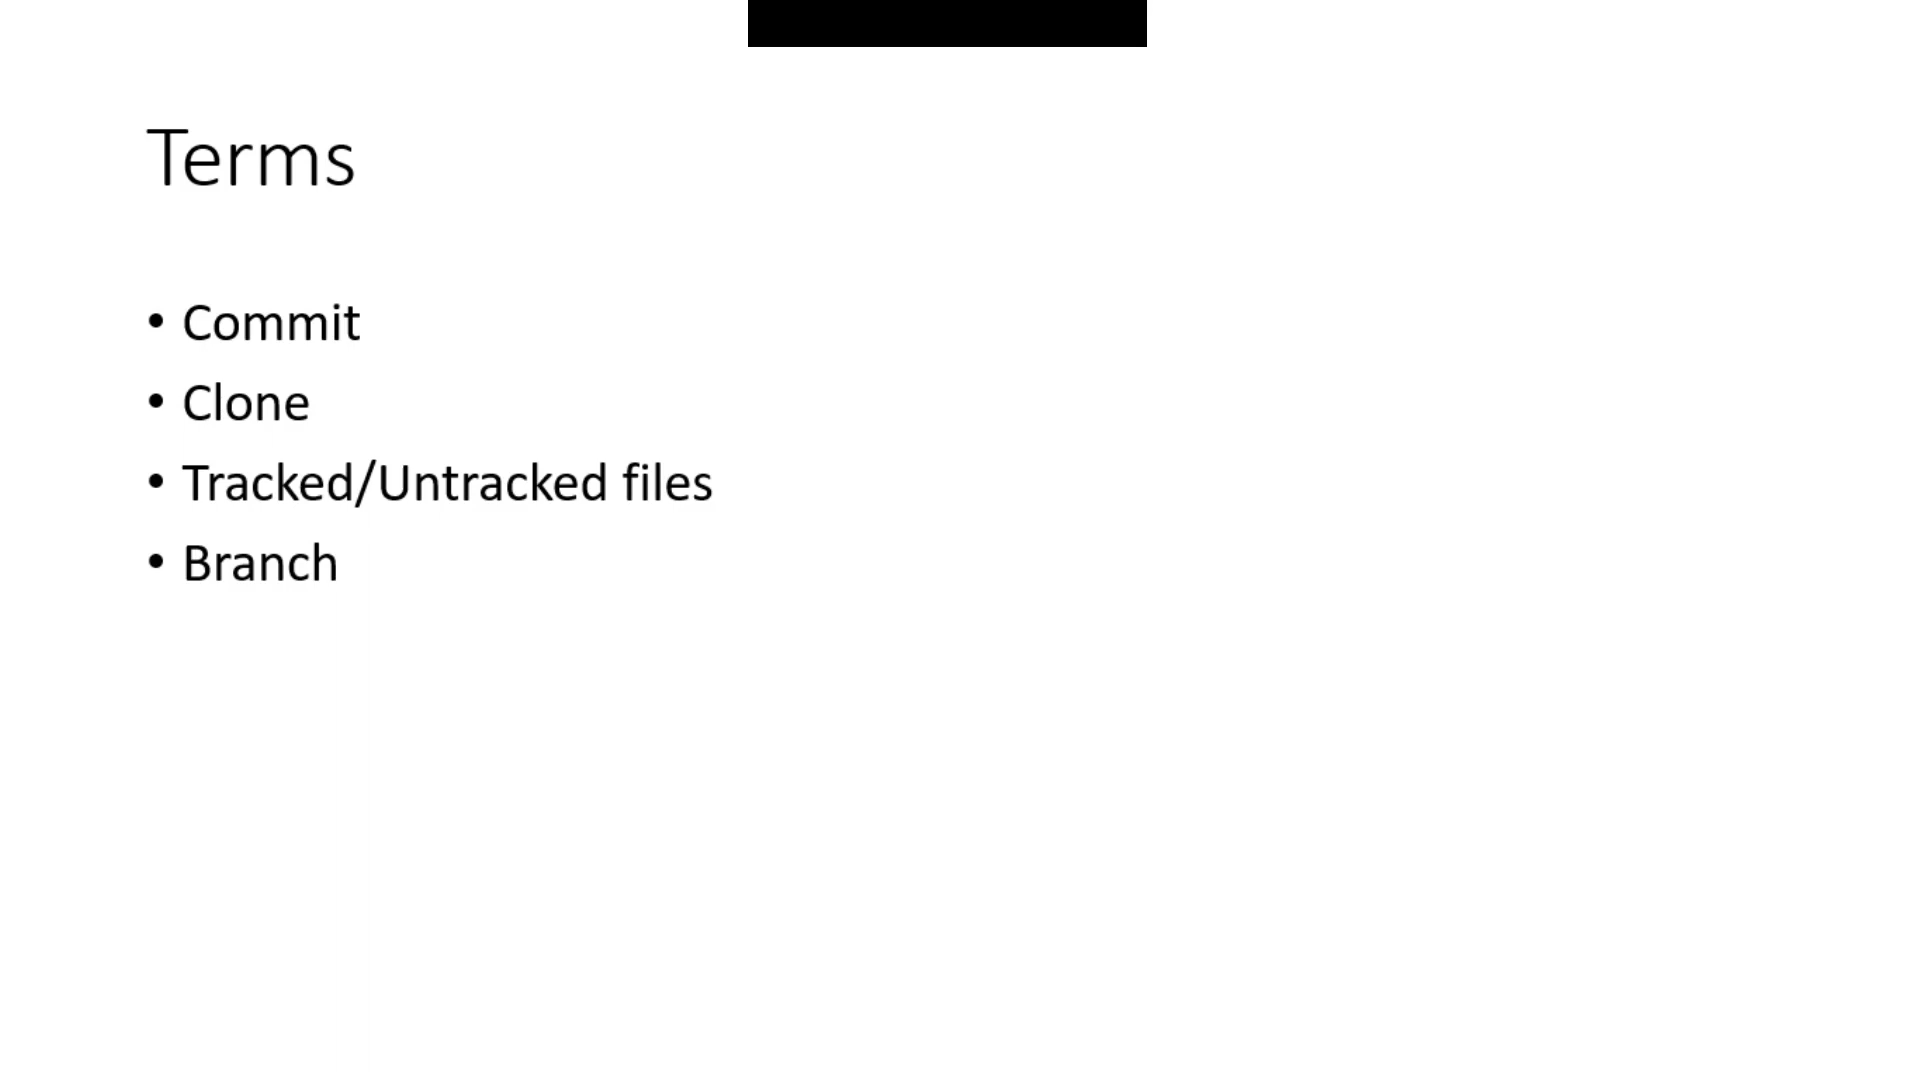 Terms
• Commit
• Clone
• Tracked/Untracked files
• Branch